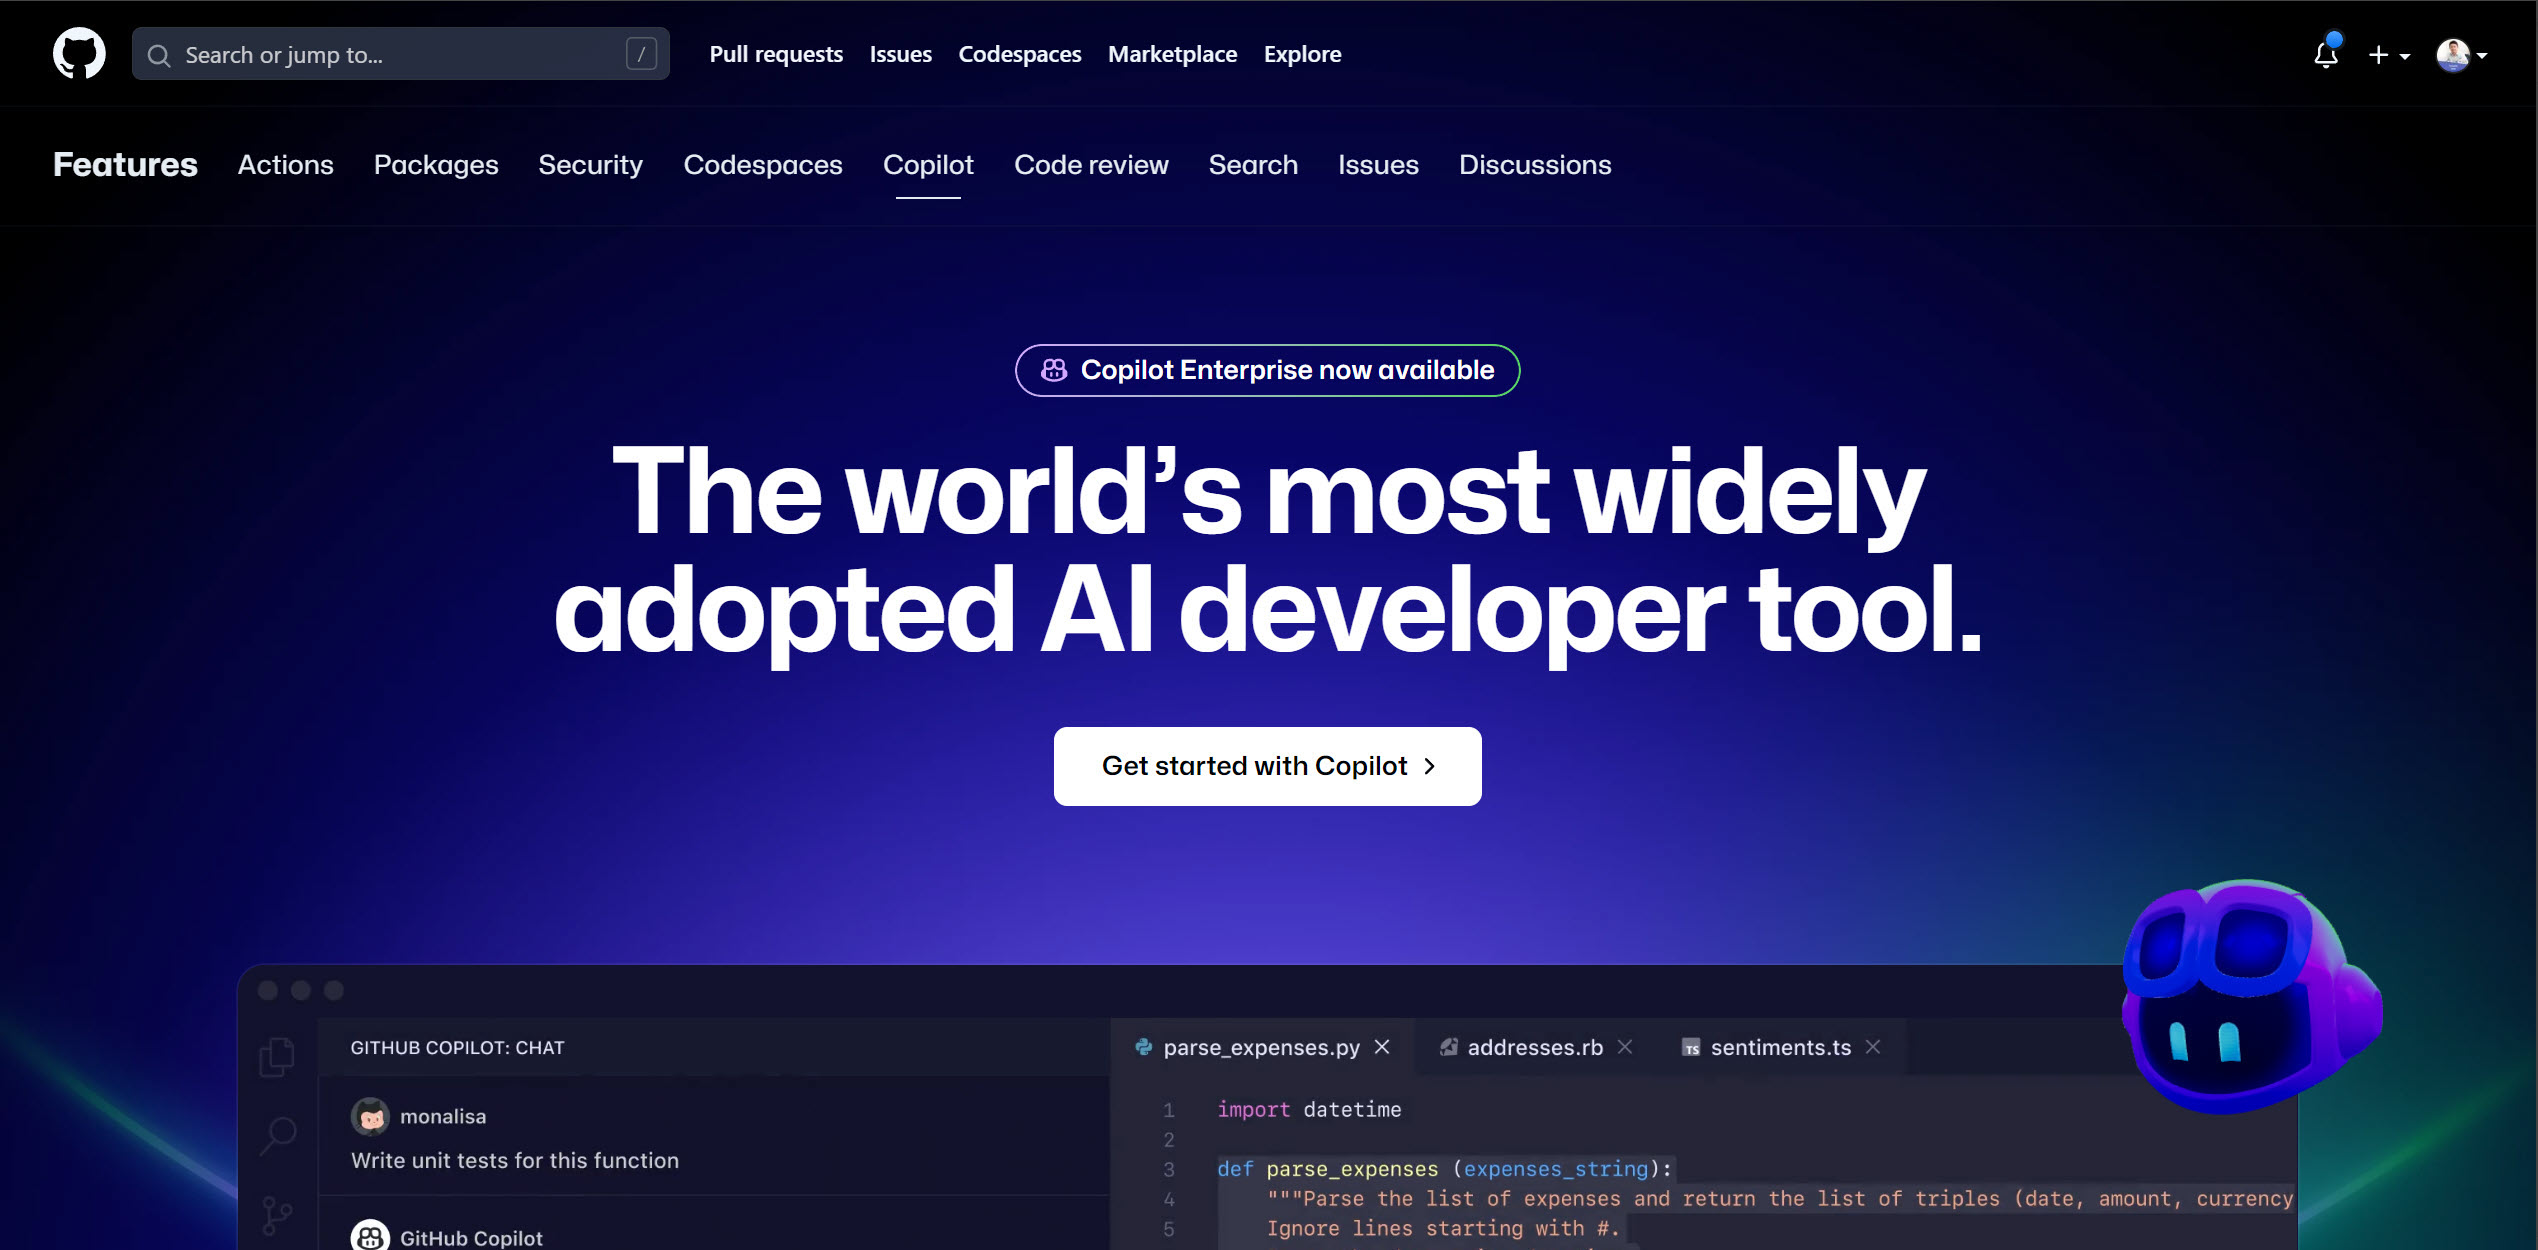 Search or jump to... / Pull requests Issues Codespaces Marketplace Explore
Features Actions Packages Security Codespaces Copilot Code review Search Issues Discussions
Copilot Enterprise now available
The world’s most widely
adopted AI developer tool.
Get started with Copilot
GITHUB COPILOT: CHAT
monalisa
Write unit tests for this function
GitHub Copilot
parse_expenses.py addresses.rb TS sentiments.ts
1 import datetime
2
3 def parse_expenses (expenses_string):
4 """Parse the list of expenses and return the list of triples (date, amount, currency
5 Ignore lines starting with #.